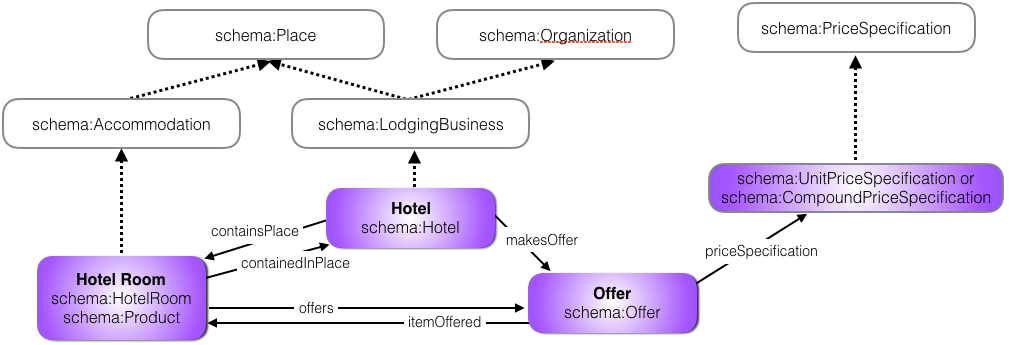 schema:Place
schema:Organization
schema:PriceSpecification
schema:Accommodation
schema:LodgingBusiness
schema:UnitPriceSpecification or
schema:CompoundPriceSpecification
Hotel
schema:Hotel
containsPlace
makesOffer
containedInPlace
priceSpecification
Hotel Room
schema:HotelRoom
schema:Product
offers
itemOffered
Offer
schema:Offer